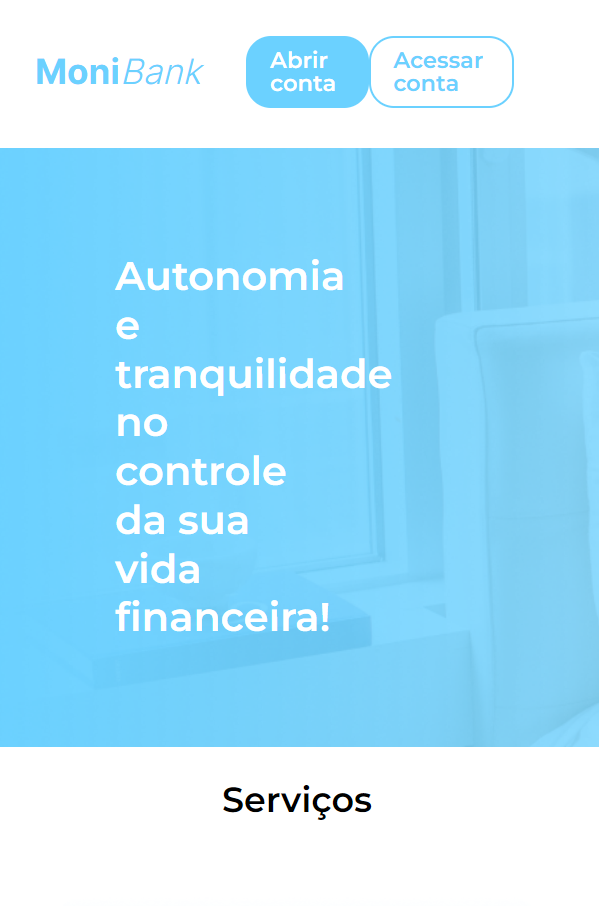 MoniBank
Abrir
conta
Acessar
conta
Autonomia
e
tranquilidade
no
controle
da sua
vida
financeira!
Serviços